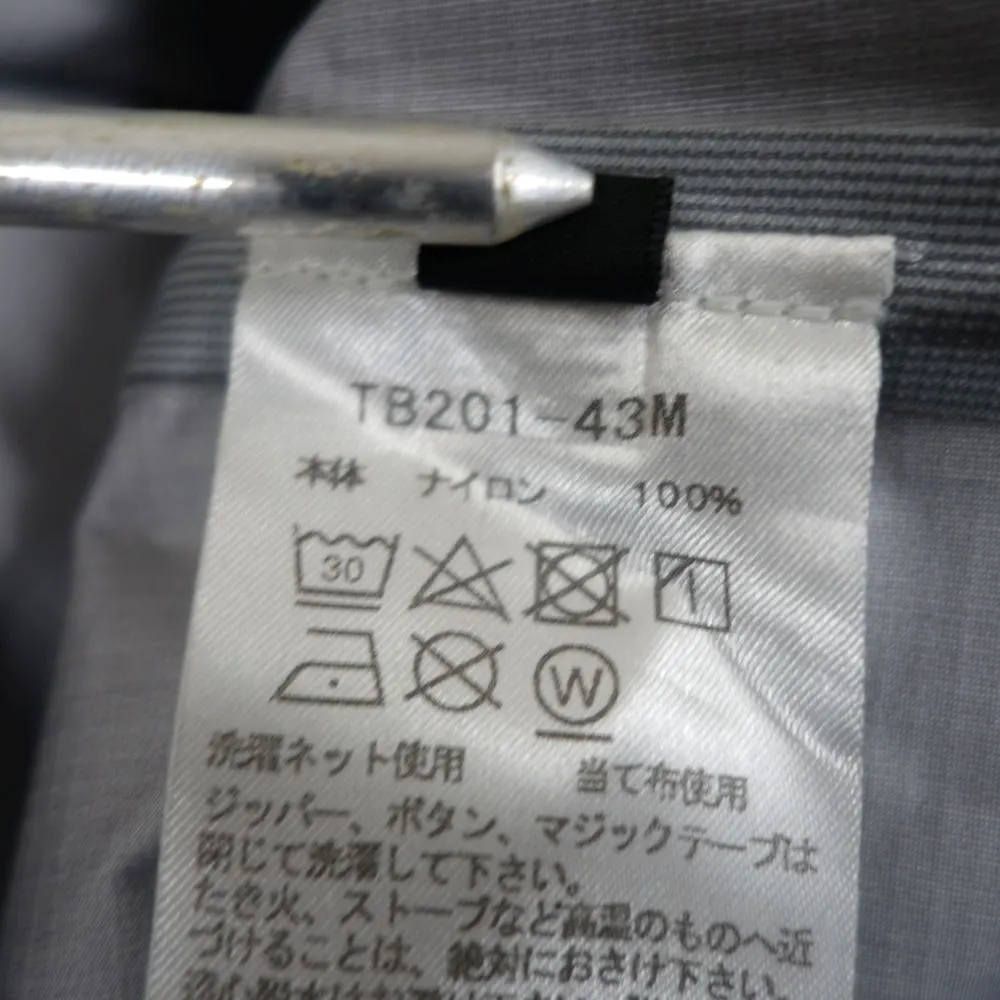 TB201-43M
本体 ナイロン 100%
30
W
洗濯ネット使用 当て布使用
ジッパー、ボタン、マジックテープは
閉じて洗濯して下さい。
たき火、ストーブなど高温のものへ近
づけることは、絶対におさけ下さい。